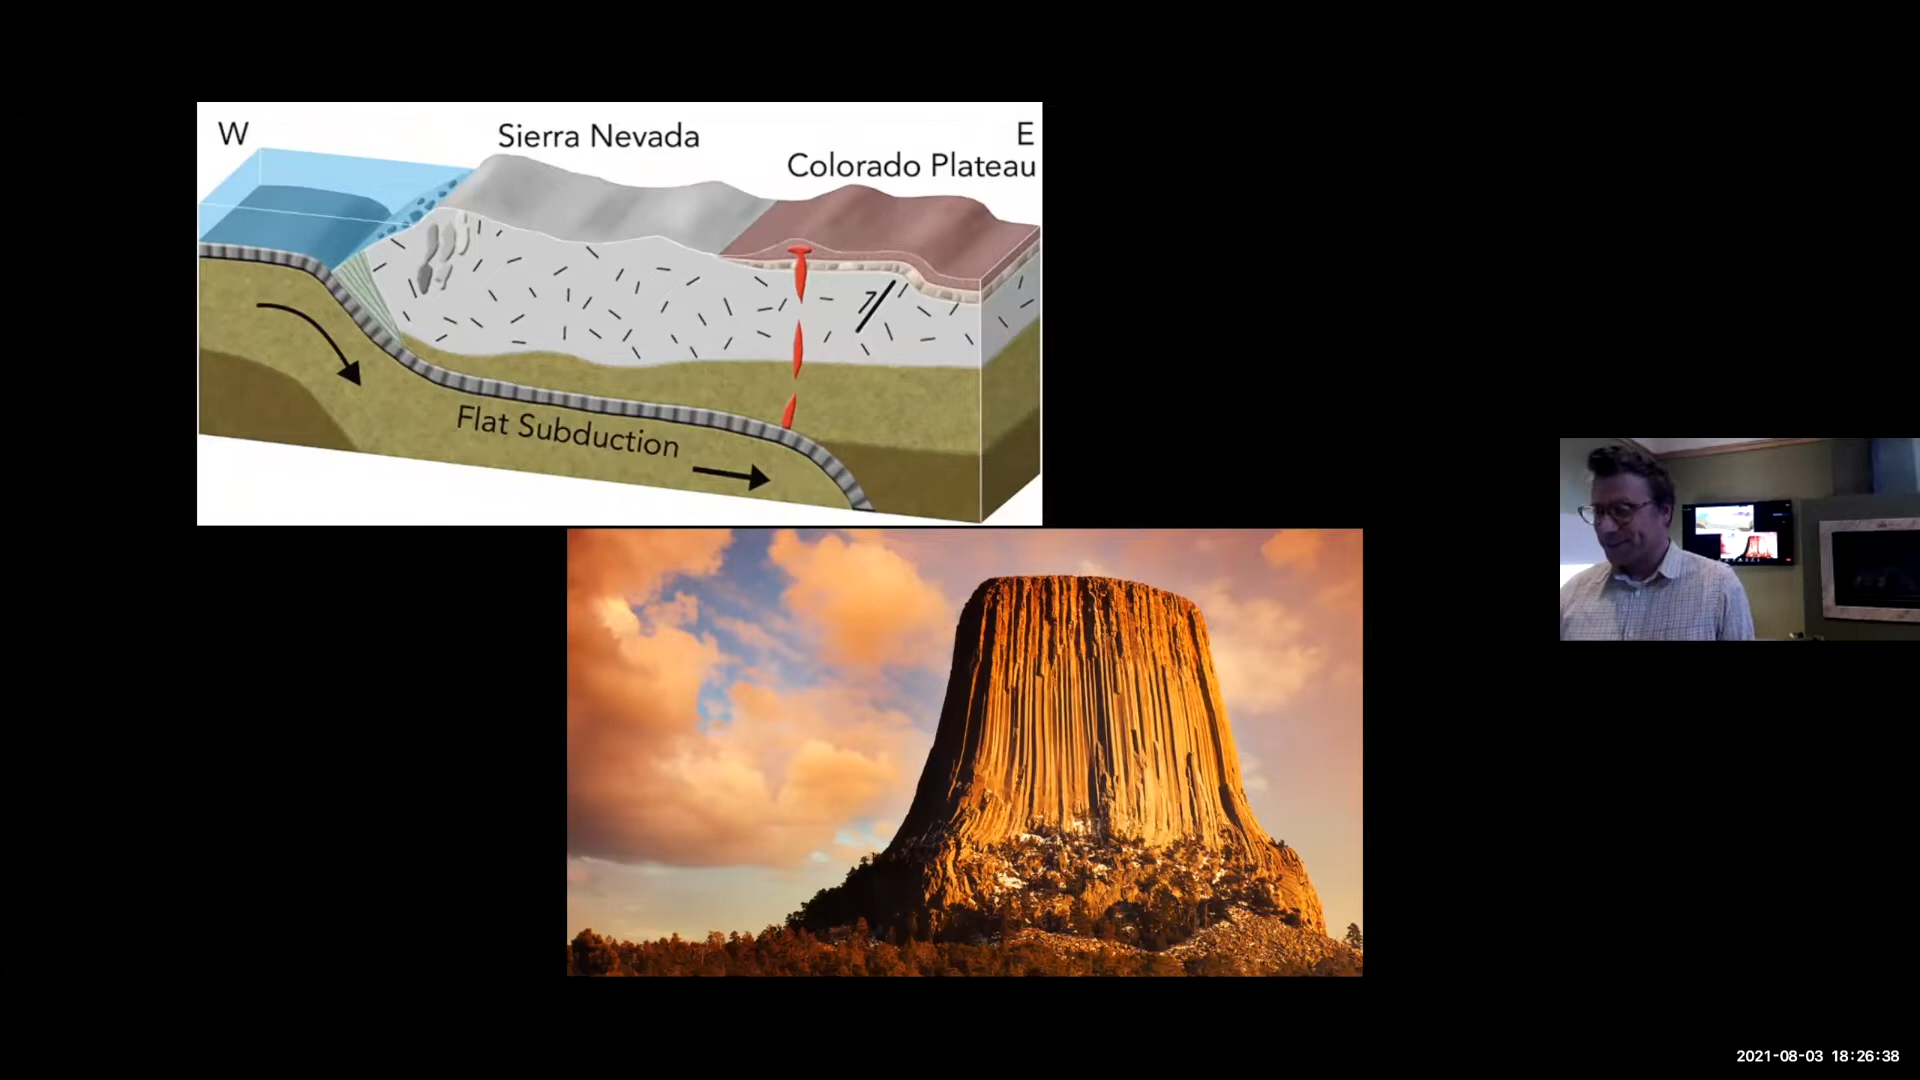 W
Sierra Nevada
E
Colorado Plateau
Flat Subduction
2021-08-03 18:26:38